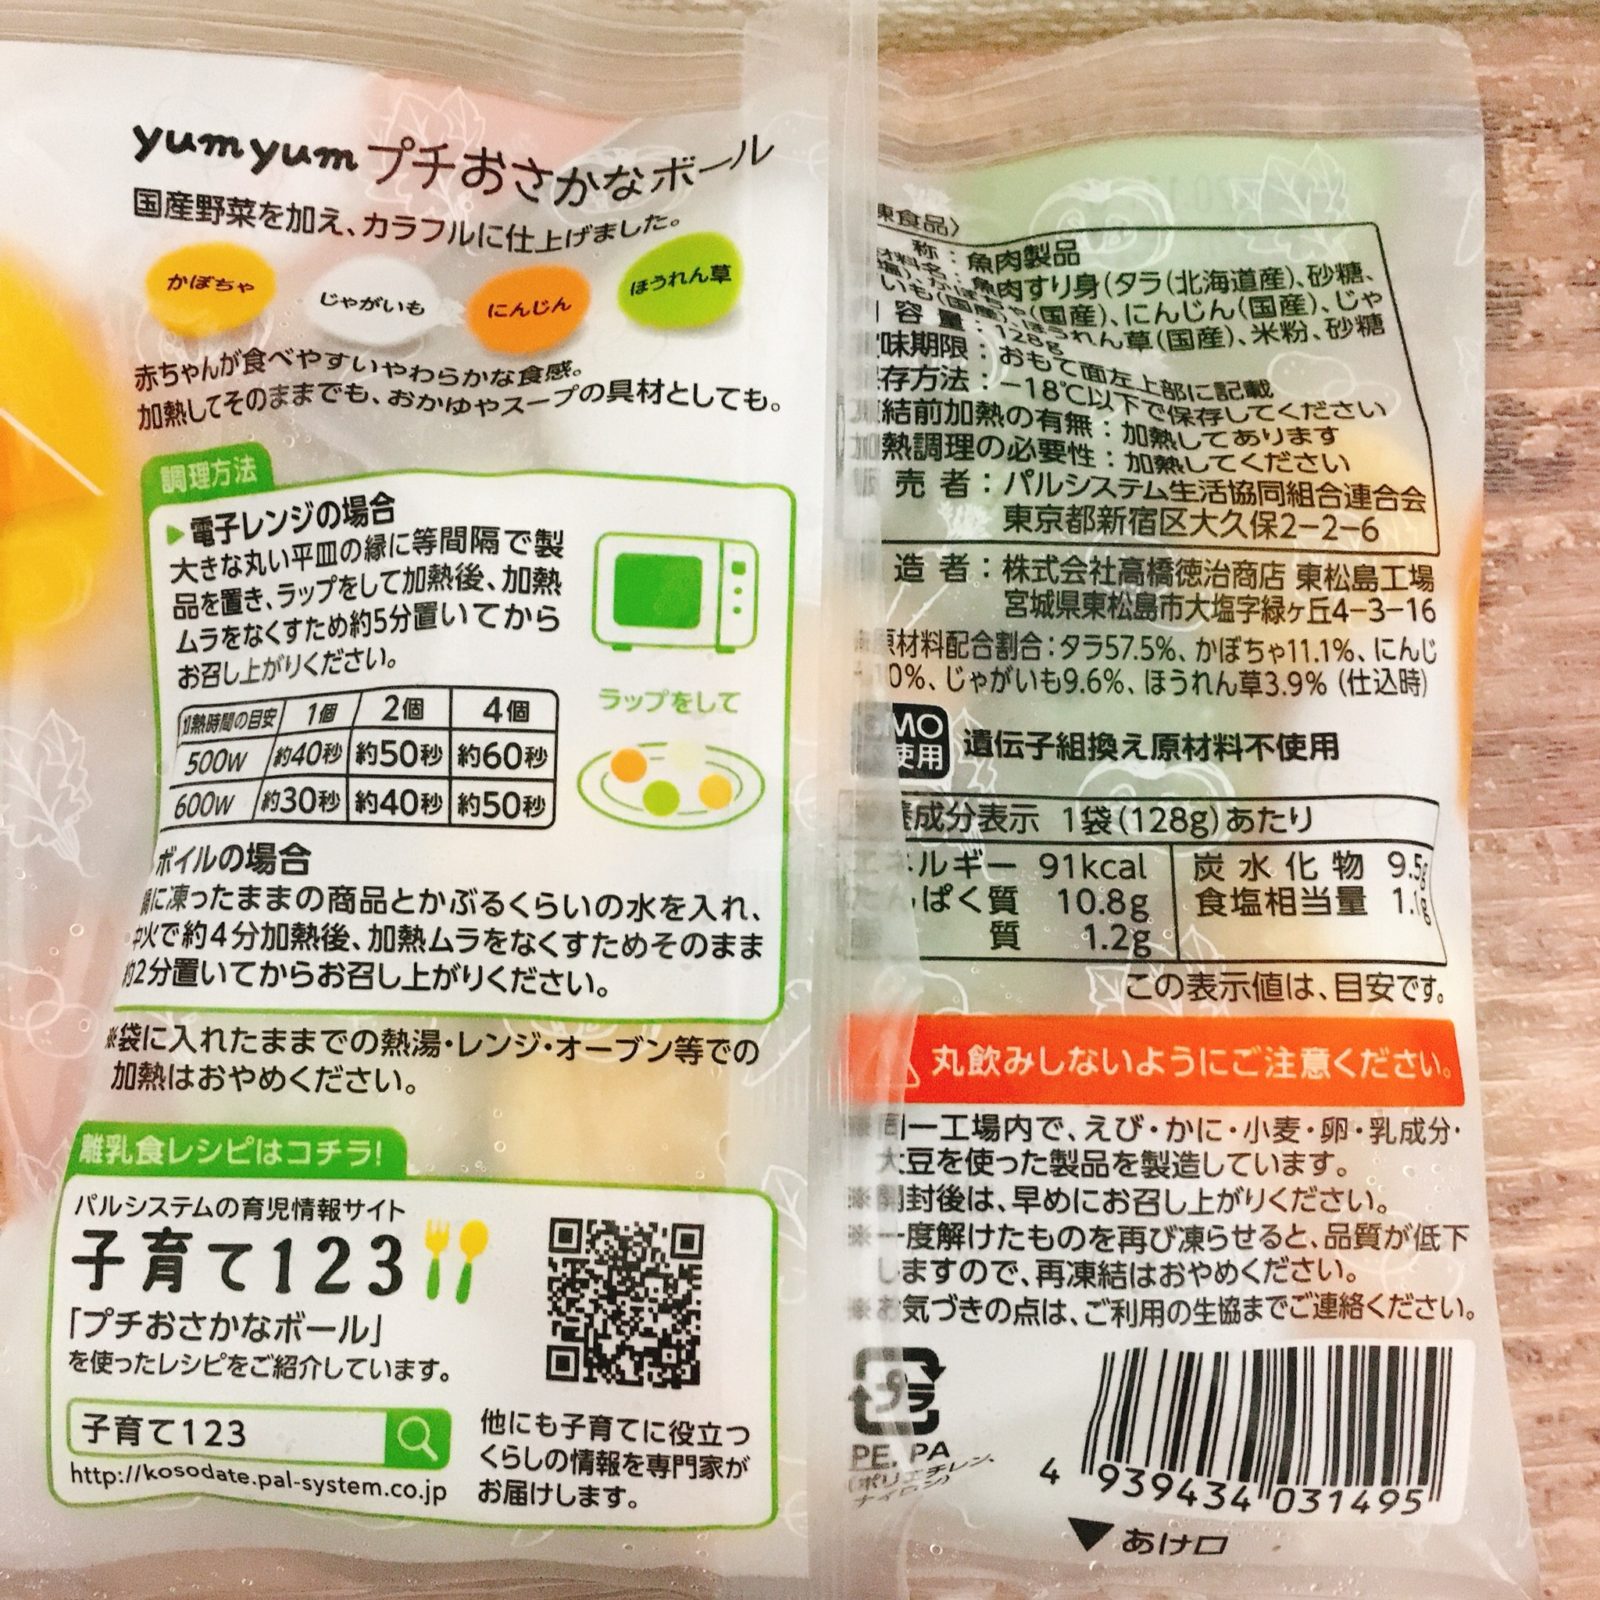 yumyumプチおさかなボール
国産野菜を加え、カラフルに仕上げました。
かぼちゃ
じゃがいも
にんじん
ほうれん草
赤ちゃんが食べやすいやわらかな食感。
加熱してそのままでも、おかゆやスープの具材としても。
調理方法
電子レンジの場合
大きな丸い平皿の縁に等間隔で製
品を置き、ラップをして加熱後、加熱
ムラをなくすため約5分置いてから
お召し上がりください。
加熱時間の目安 1個 2個 4個
500W 約40秒 約50秒 約60秒
600W 約30秒 約40秒 約50秒
ラップをして
ボイルの場合
鍋に凍ったままの商品とかぶるくらいの水を入れ、
中火で約4分加熱後、加熱ムラをなくすためそのまま
約2分置いてからお召し上がりください。
※袋に入れたままでの熱湯・レンジ・オーブン等での
加熱はおやめください。
離乳食レシピはコチラ!
パルシステムの育児情報サイト
子育て123
「プチおさかなボール」
を使ったレシピをご紹介しています。
子育て123
http://kosodate.pal-system.co.jp
他にも子育てに役立つ
くらしの情報を専門家が
お届けします。
凍食品〉
称：魚肉製品
材料名：魚肉すり身(タラ(北海道産)、砂糖、
塩)、かぼちゃ(国産)、にんじん(国産)、じゃ
いも(国産)、ほうれん草(国産)、米粉、砂糖
容量：128g
味期限：おもて面左上部に記載
存方法：-18℃以下で保存してください
結前加熱の有無：加熱してあります
加熱調理の必要性：加熱してください
売者：パルシステム生活協同組合連合会
東京都新宿区大久保2-2-6
造者：株式会社高橋徳治商店 東松島工場
宮城県東松島市大塩字緑ヶ丘4-3-16
原材料配合割合：タラ57.5%、かぼちゃ11.1%、にんじ
0%、じゃがいも9.6%、ほうれん草3.9% (仕込時)
MO
使用
遺伝子組換え原材料不使用
養成分表示 1袋(128g)あたり
エネルギー 91kcal 炭水化物 9.5g
たんぱく質 10.8g 食塩相当量
質 1.2g
この表示値は、目安です。
丸飲みしないようにご注意ください。
※同一工場内で、えび・かに・小麦・卵・乳成分・
大豆を使った製品を製造しています。
※開封後は、早めにお召し上がりください。
※一度解けたものを再び凍らせると、品質が低下
しますので、再凍結はおやめください。
※お気づきの点は、ご利用の生協までご連絡ください。
プラ
PE, PA
(ポリエチレン、
ナイロン)
4 939434 031495
▼あけ口